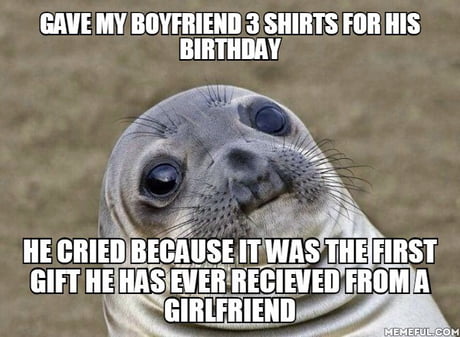 GAVE MY BOYFRIEND 3 SHIRTS FOR HIS
BIRTHDAY
HE CRIED BECAUSE IT WAS THE FIRST
GIFT HE HAS EVER RECIEVED FROM A
GIRLFRIEND
MEMEFUL.COM